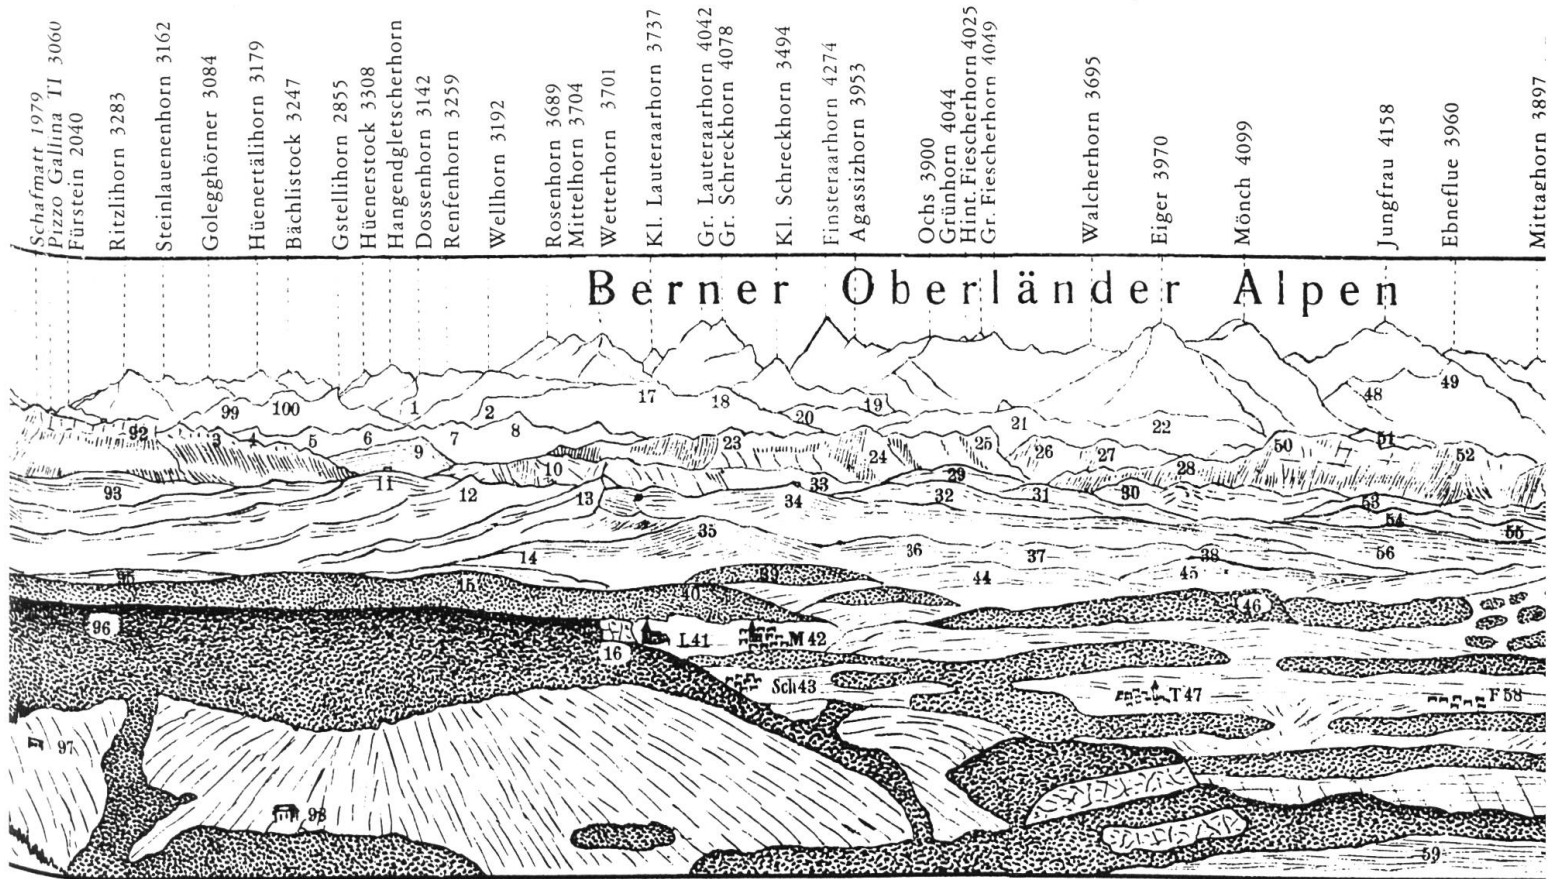 Schafmatt 1979
Pizzo Gallina TI 3060
Fürstein 2040
Ritzlihorn 3283
Steinlauenenhorn 3162
Golegghörner 3084
Hüenertälihorn 3179
Bächlistock 3247
Gstellihorn 2855
Hüenerstock 3308
Hangendgletscherhorn
Dossenhorn 3142
Renfenhorn 3259
Wellhorn 3192
Rosenhorn 3689
Mittelhorn 3704
Wetterhorn 3701
Kl. Lauteraarhorn 3737
Gr. Lauteraarhorn 4042
Gr. Schreckhorn 4078
Kl. Schreckhorn 3494
Finsteraarhorn 4274
Agassizhorn 3953
Ochs 3900
Grünhorn 4044
Hint. Fiescherhorn 4025
Gr. Fiescherhorn 4049
Walcherhorn 3695
Eiger 3970
Mönch 4099
Jungfrau 4158
Ebneflue 3960
Mittaghorn 3897
Berner Oberländer Alpen
99 100 1 2 17 18 20 19 21 22 48 49
92 3 4 5 6 9 7 8 10 23 24 25 26 27 28 50 51 52
93 11 12 13 34 33 32 29 31 30 53 54 55
14 35 36 37 38 56
95 15 40 39 44 45 46
96 16 L41 M42
Sch43 T47 F58
97
98
59